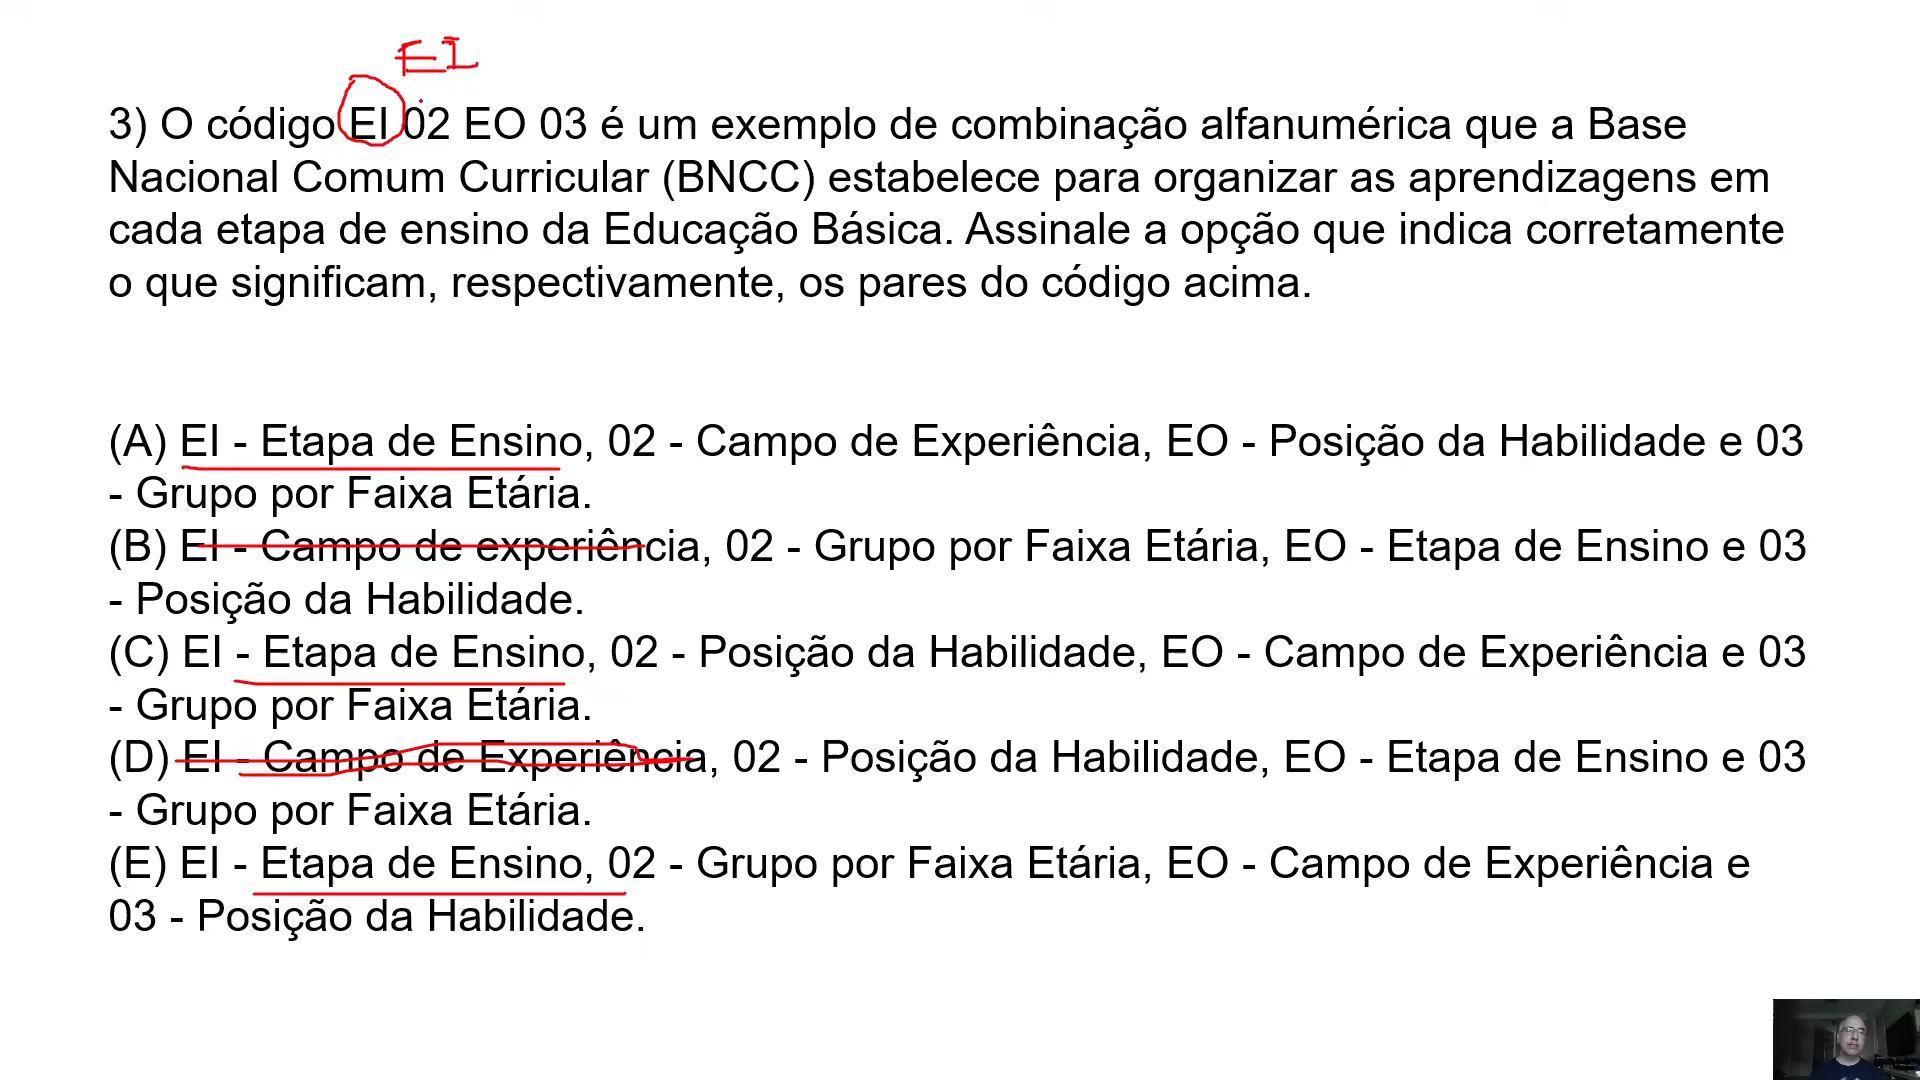 EI
3) O código EI 02 EO 03 é um exemplo de combinação alfanumérica que a Base
Nacional Comum Curricular (BNCC) estabelece para organizar as aprendizagens em
cada etapa de ensino da Educação Básica. Assinale a opção que indica corretamente
o que significam, respectivamente, os pares do código acima.
(A) EI - Etapa de Ensino, 02 - Campo de Experiência, EO - Posição da Habilidade e 03
- Grupo por Faixa Etária.
(B) EI - Campo de experiência, 02 - Grupo por Faixa Etária, EO - Etapa de Ensino e 03
- Posição da Habilidade.
(C) EI - Etapa de Ensino, 02 - Posição da Habilidade, EO - Campo de Experiência e 03
- Grupo por Faixa Etária.
(D) EI - Campo de Experiência, 02 - Posição da Habilidade, EO - Etapa de Ensino e 03
- Grupo por Faixa Etária.
(E) EI - Etapa de Ensino, 02 - Grupo por Faixa Etária, EO - Campo de Experiência e
03 - Posição da Habilidade.